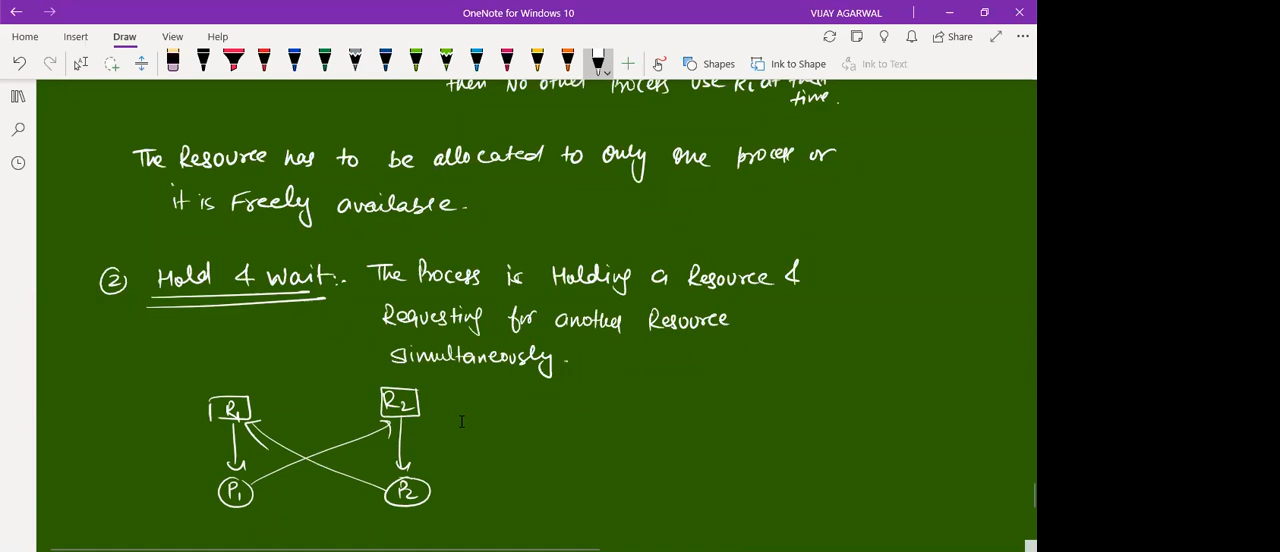 OneNote for Windows 10
VIJAY AGARWAL
Home Insert Draw View Help Share
Shapes Ink to Shape Ink to Text
then No other Process use R1 at that
time.
The Resource has to be allocated to only one process or
it is Freely available.
② Hold & Wait:- The Process is Holding a Resource &
Requesting for another Resource
simultaneously.
R1 R2
P1 P2